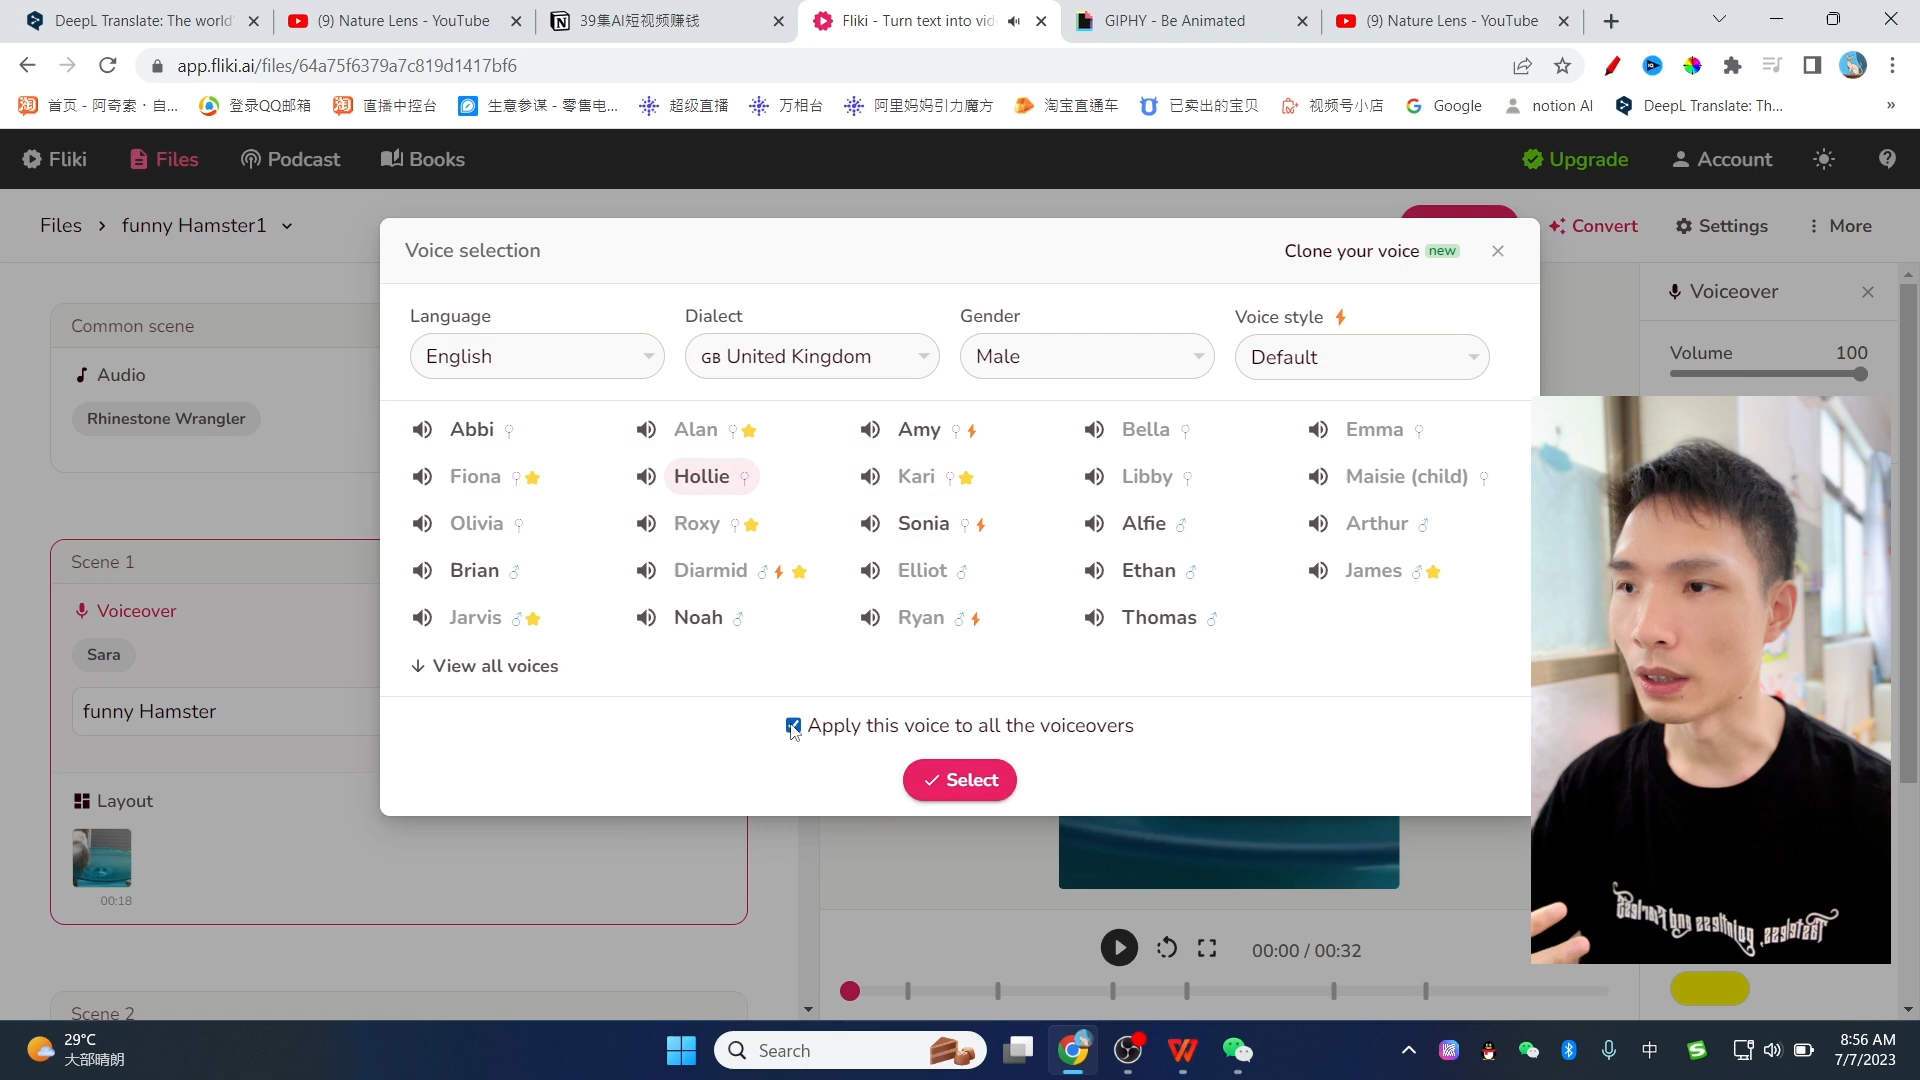 DeepL Translate: The world'
(9) Nature Lens - YouTube
39集AI短视频赚钱
Fliki - Turn text into vid
GIPHY - Be Animated
(9) Nature Lens - YouTube
app.fliki.ai/files/64a75f6379a7c819d1417bf6
首页 - 阿奇索 · 自...
登录QQ邮箱
直播中控台
生意参谋 - 零售电...
超级直播
万相台
阿里妈妈引力魔方
淘宝直通车
已卖出的宝贝
视频号小店
Google
notion AI
DeepL Translate: Th...
Fliki
Files
Podcast
Books
Upgrade
Account
Files > funny Hamster1
Convert
Settings
More
Voice selection
Clone your voice new
Language
Dialect
Gender
Voice style
English
GB United Kingdom
Male
Default
Abbi
Alan
Amy
Bella
Emma
Fiona
Hollie
Kari
Libby
Maisie (child)
Olivia
Roxy
Sonia
Alfie
Arthur
Brian
Diarmid
Elliot
Ethan
James
Jarvis
Noah
Ryan
Thomas
View all voices
Apply this voice to all the voiceovers
Select
Common scene
Audio
Rhinestone Wrangler
Scene 1
Voiceover
Sara
funny Hamster
Layout
00:18
Scene 2
Voiceover
Volume 100
00:00 / 00:32
29°C
大部晴朗
Search
中
8:56 AM
7/7/2023